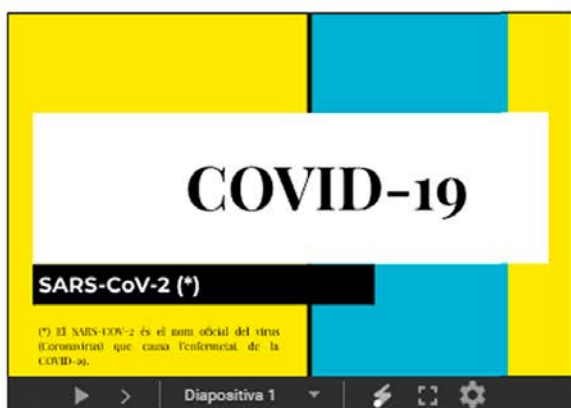 COVID-19
SARS-CoV-2 (*)
(*) El SARS-COV-2 és el nom oficial del virus
(Coronavirus) que causa l'enfermetat de la
COVID-19.
Diapositiva 1